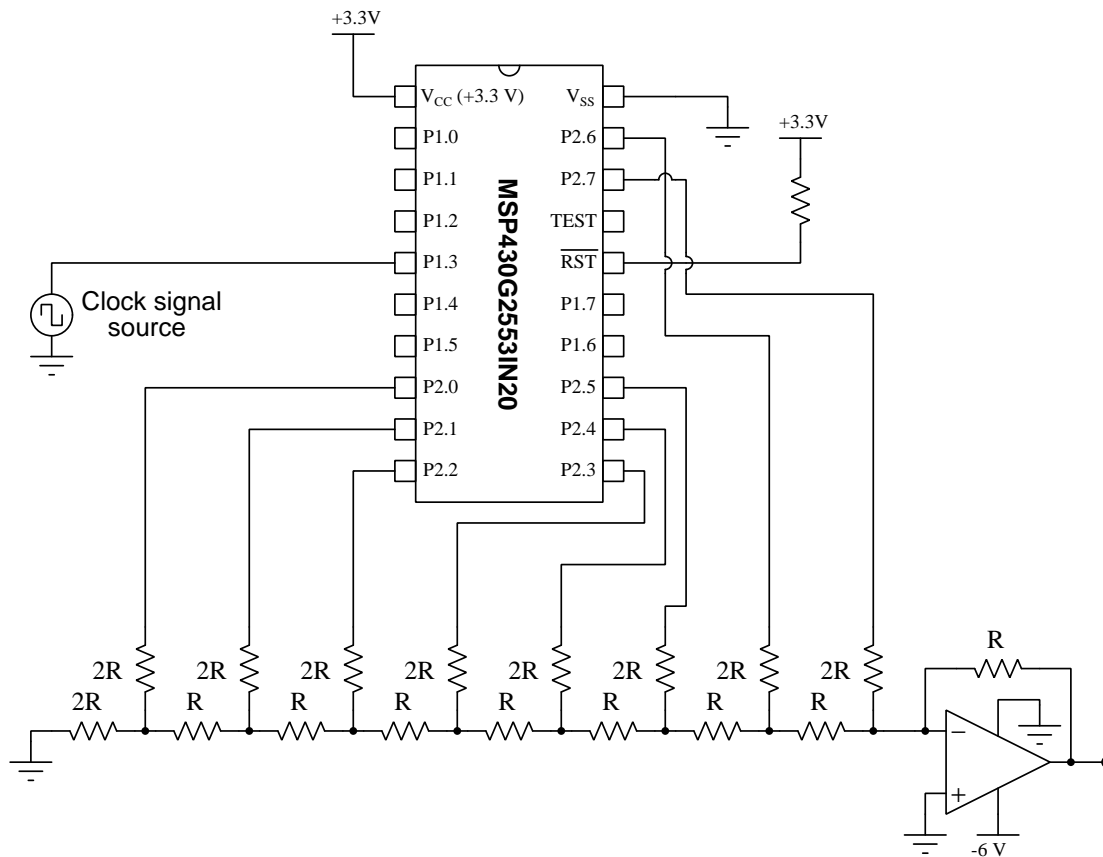 +3.3V
V_CC (+3.3 V)
V_SS
P1.0
P2.6
+3.3V
P1.1
P2.7
P1.2
TEST
MSP430G2553IN20
P1.3
RST
Clock signal
source
P1.4
P1.7
P1.5
P1.6
P2.0
P2.5
P2.1
P2.4
P2.2
P2.3
2R
2R
2R
2R
2R
2R
2R
2R
R
2R
R
R
R
R
R
R
R
−
+
-6 V